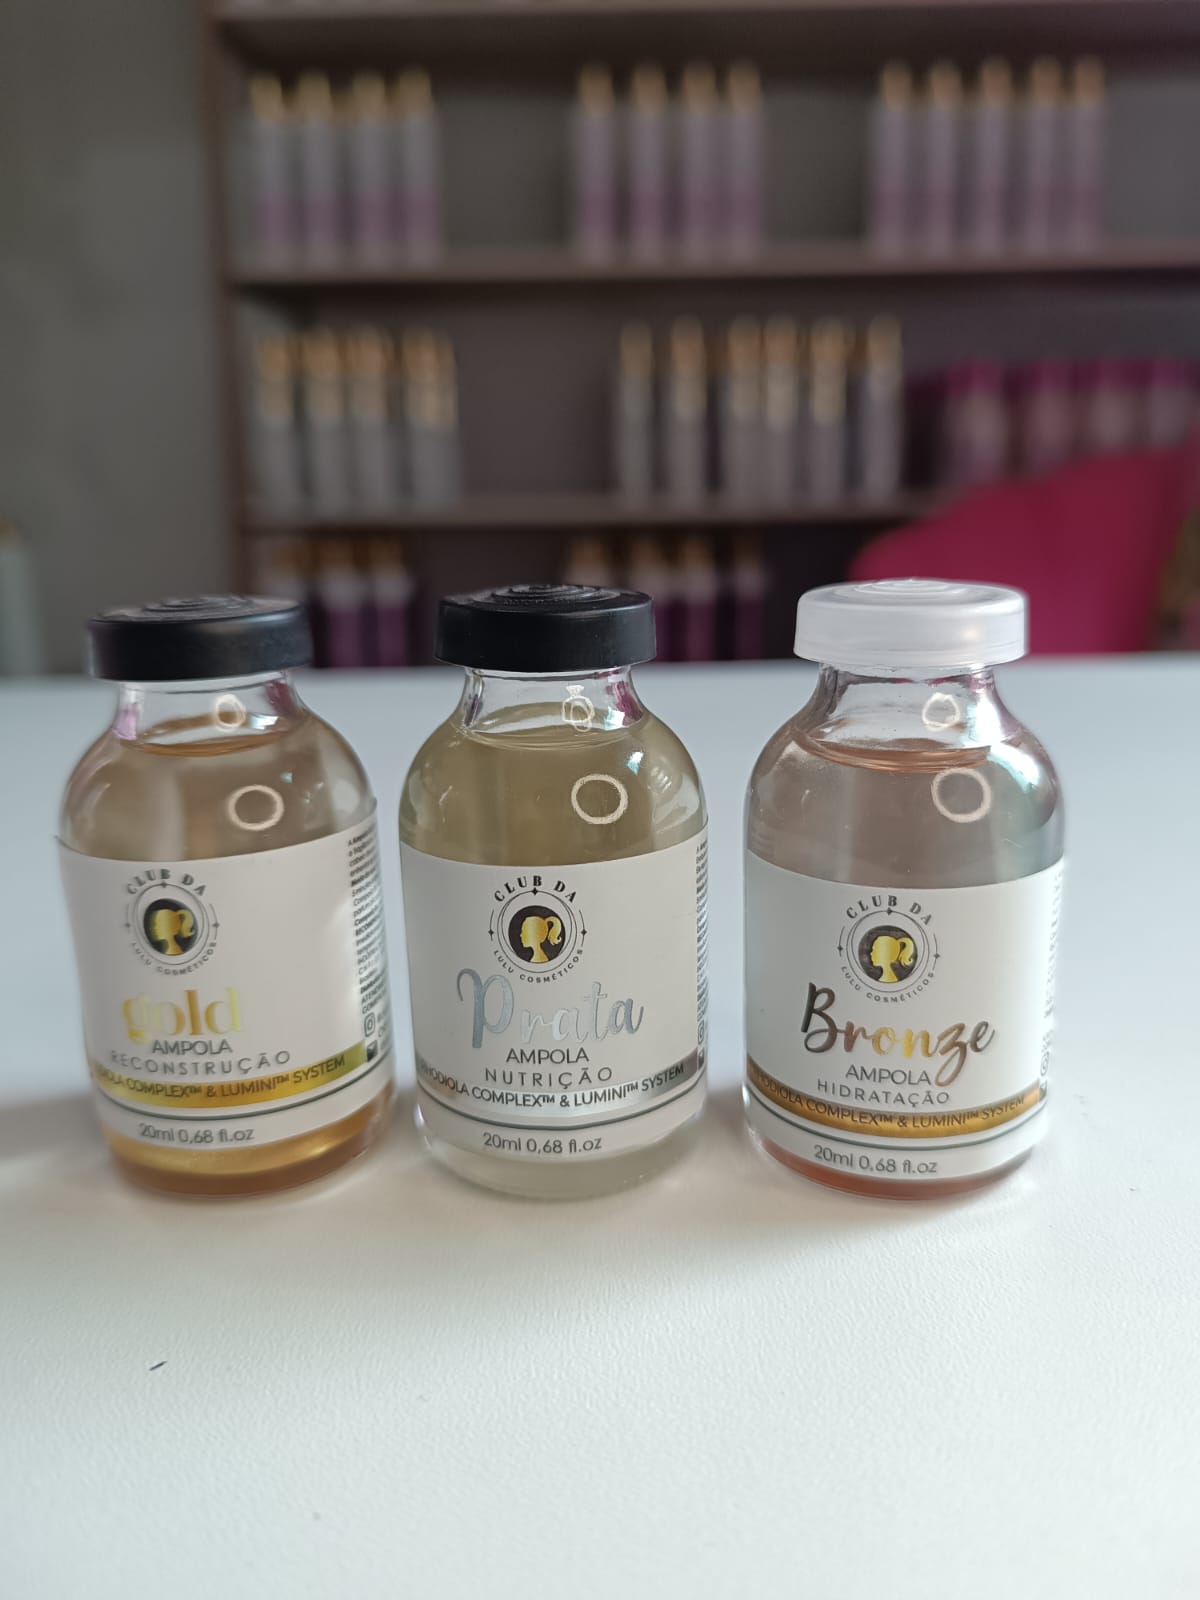 CLUB DA
LULU COSMÉTICOS
gold
AMPOLA
RECONSTRUÇÃO
COMPLEX™ & LUMINI™ SYSTEM
20ml 0,68 fl.oz
CLUB DA
LULU COSMÉTICOS
Prata
AMPOLA
NUTRIÇÃO
RHODIOLA COMPLEX™ & LUMINI™ SYSTEM
20ml 0,68 fl.oz
CLUB DA
LULU COSMÉTICOS
Bronze
AMPOLA
HIDRATAÇÃO
COMPLEX™ & LUMINI™ SYSTEM
20ml 0,68 fl.oz